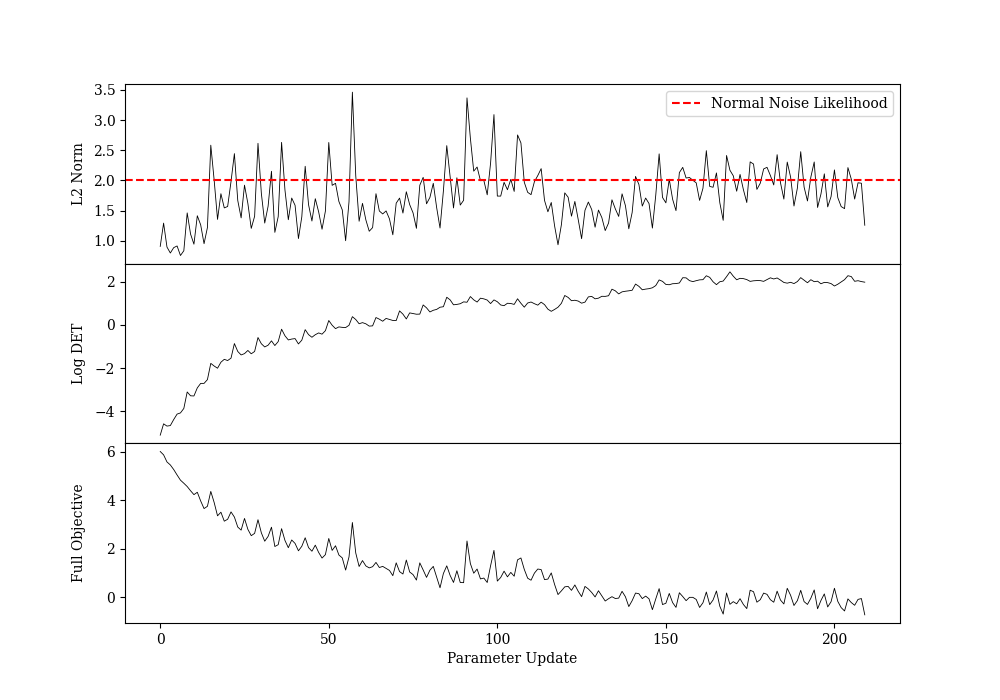 3.5
3.0
2.5
2.0
1.5
1.0
L2 Norm
Normal Noise Likelihood
2
0
−2
−4
Log DET
6
4
2
0
Full Objective
0 50 100 150 200
Parameter Update